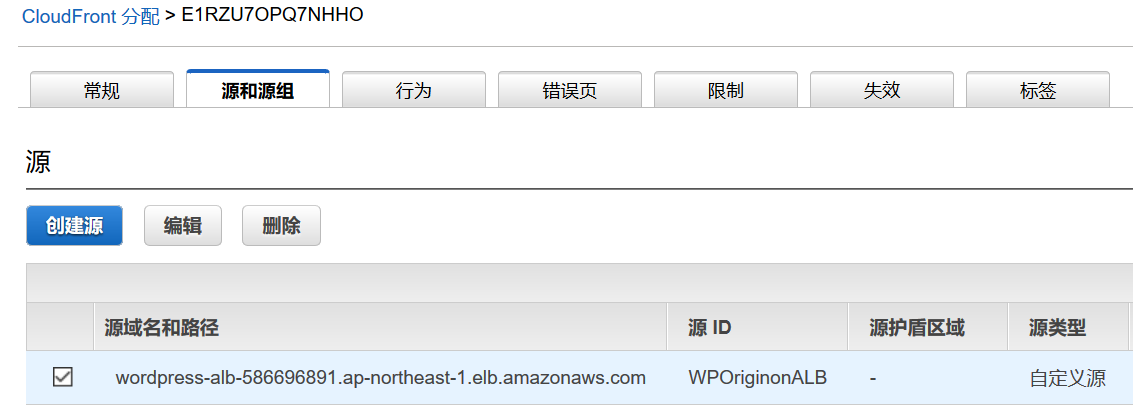 CloudFront 分配 > E1RZU7OPQ7NHHO
常规 源和源组 行为 错误页 限制 失效 标签
源
创建源 编辑 删除
源域名和路径 源 ID 源护盾区域 源类型
wordpress-alb-586696891.ap-northeast-1.elb.amazonaws.com WPOriginonALB - 自定义源